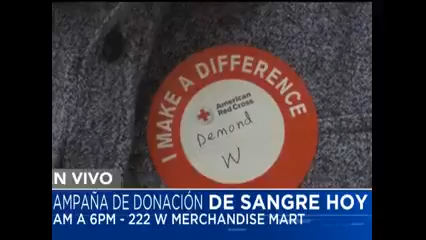 I MAKE A DIFFERENCE
American
Red Cross
Demond
W
N VIVO
AMPAÑA DE DONACIÓN DE SANGRE HOY
AM A 6PM - 222 W MERCHANDISE MART